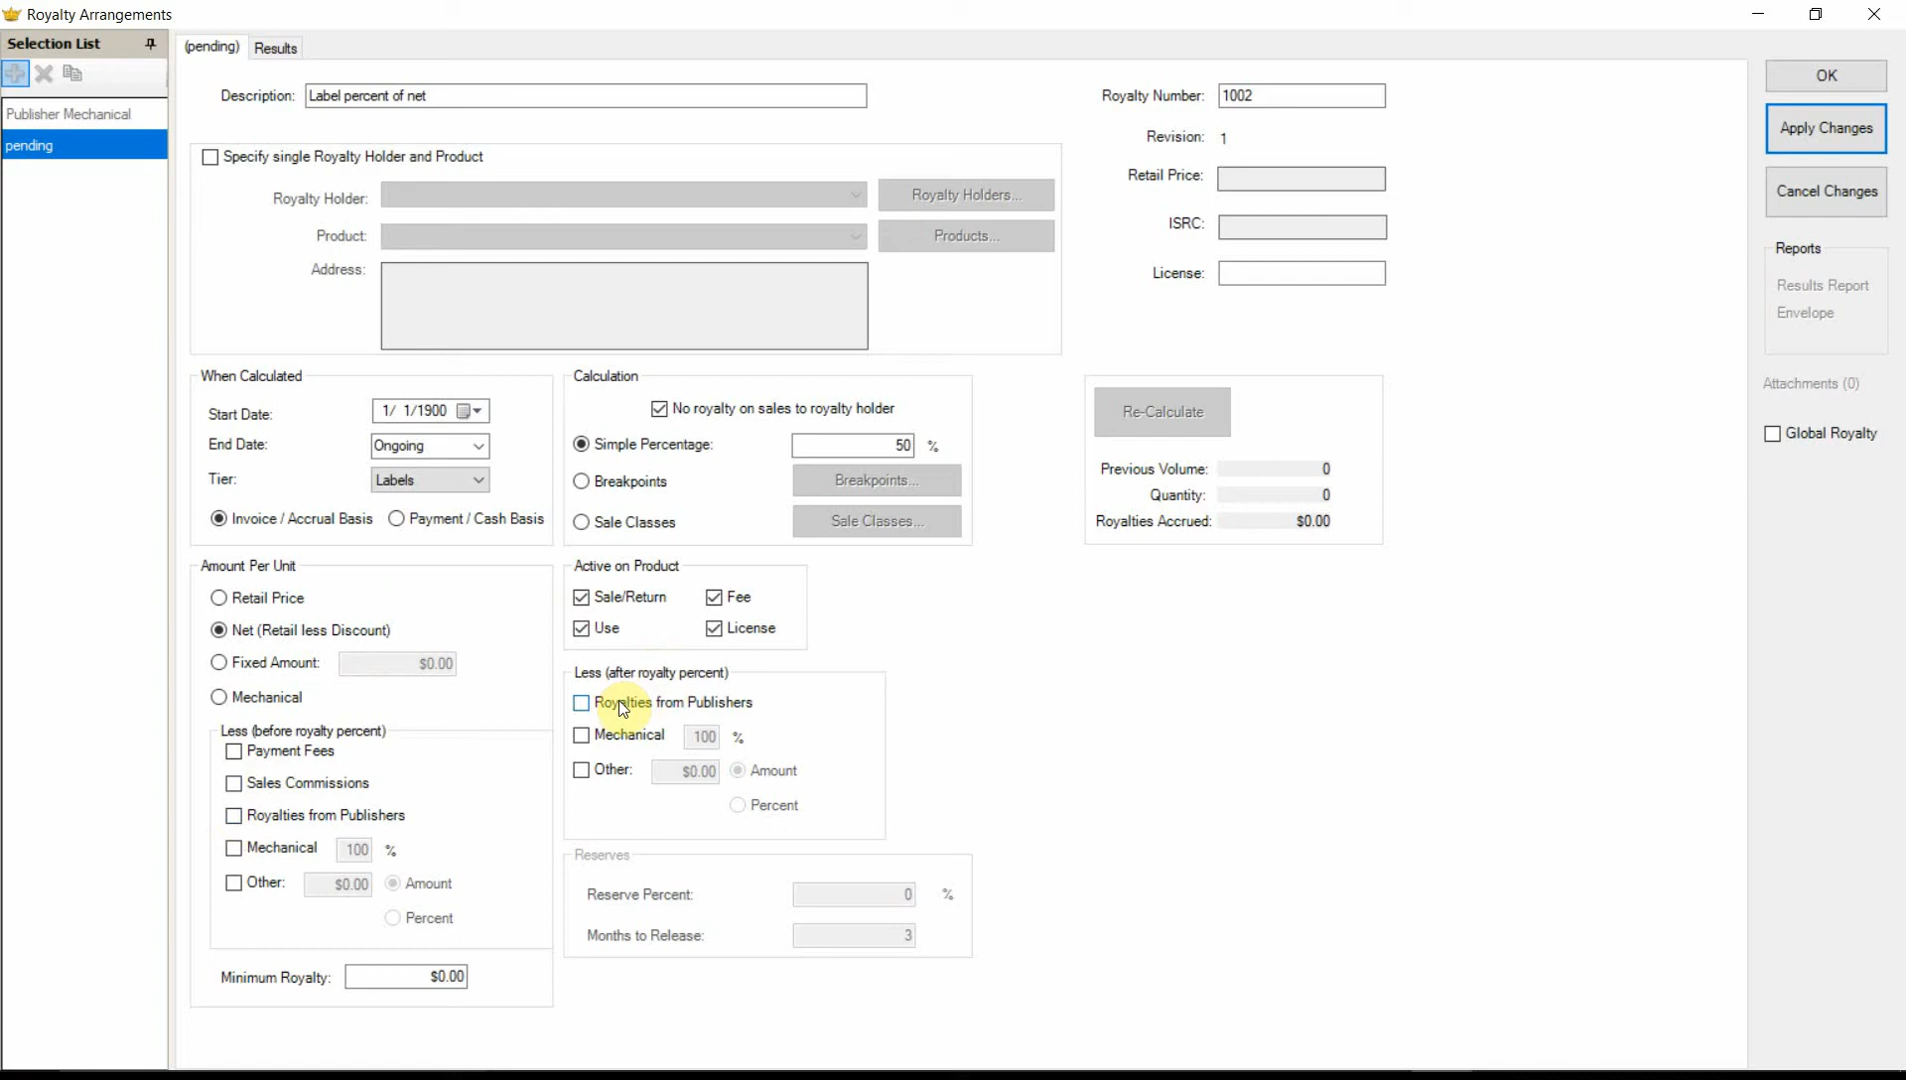 Royalty Arrangements
Selection List
(pending)
Results
Publisher Mechanical
pending
Description: Label percent of net
Royalty Number: 1002
Revision: 1
Retail Price:
ISRC:
License:
Specify single Royalty Holder and Product
Royalty Holder:
Royalty Holders...
Product:
Products...
Address:
OK
Apply Changes
Cancel Changes
Reports
Results Report
Envelope
Attachments (0)
Global Royalty
When Calculated
Start Date: 1/ 1/1900
End Date: Ongoing
Tier: Labels
Invoice / Accrual Basis Payment / Cash Basis
Calculation
No royalty on sales to royalty holder
Simple Percentage: 50 %
Breakpoints Breakpoints...
Sale Classes Sale Classes...
Re-Calculate
Previous Volume: 0
Quantity: 0
Royalties Accrued: $0.00
Amount Per Unit
Retail Price
Net (Retail less Discount)
Fixed Amount: $0.00
Mechanical
Less (before royalty percent)
Payment Fees
Sales Commissions
Royalties from Publishers
Mechanical 100 %
Other: $0.00 Amount
Percent
Minimum Royalty: $0.00
Active on Product
Sale/Return Fee
Use License
Less (after royalty percent)
Royalties from Publishers
Mechanical 100 %
Other: $0.00 Amount
Percent
Reserves
Reserve Percent: 0 %
Months to Release: 3